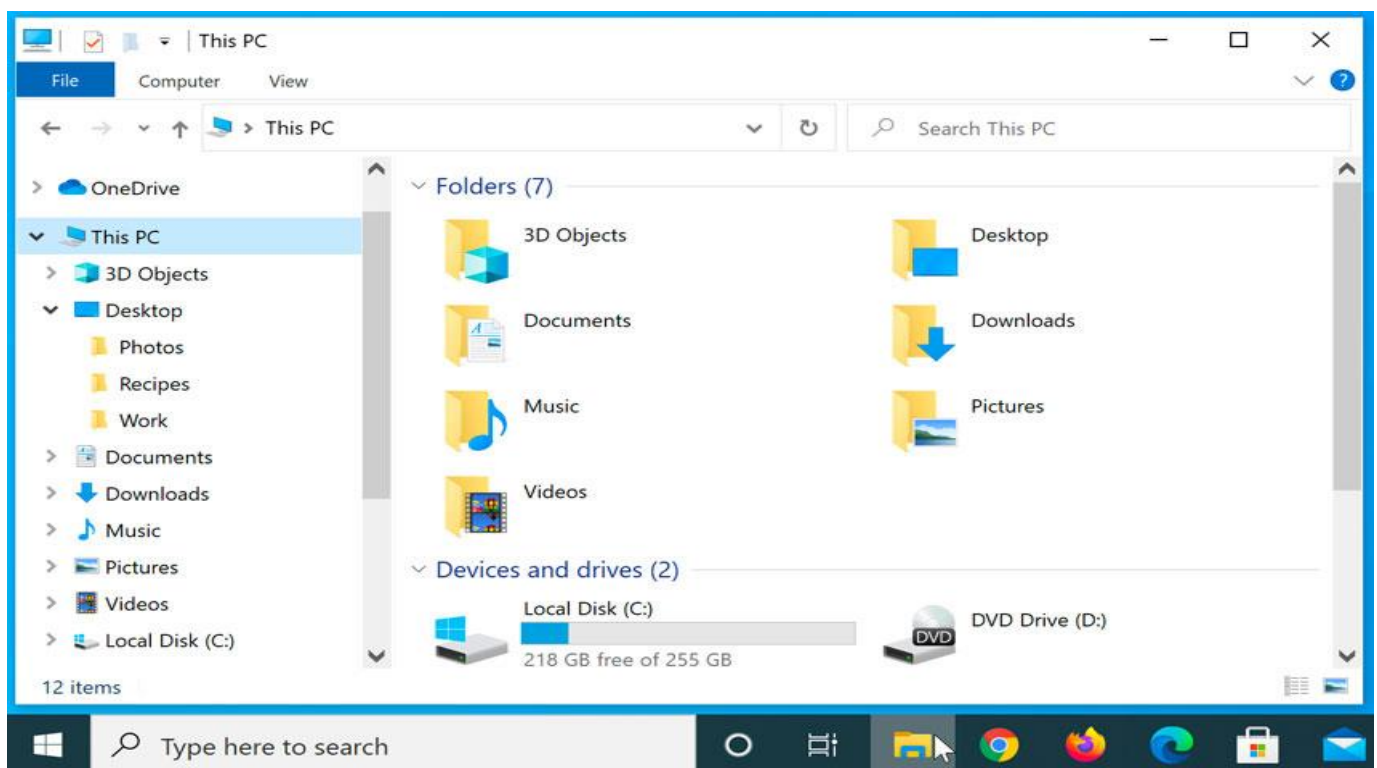 This PC
File Computer View
This PC
Search This PC
OneDrive
This PC
3D Objects
Desktop
Photos
Recipes
Work
Documents
Downloads
Music
Pictures
Videos
Local Disk (C:)
Folders (7)
3D Objects
Desktop
Documents
Downloads
Music
Pictures
Videos
Devices and drives (2)
Local Disk (C:)
218 GB free of 255 GB
DVD
DVD Drive (D:)
12 items
Type here to search